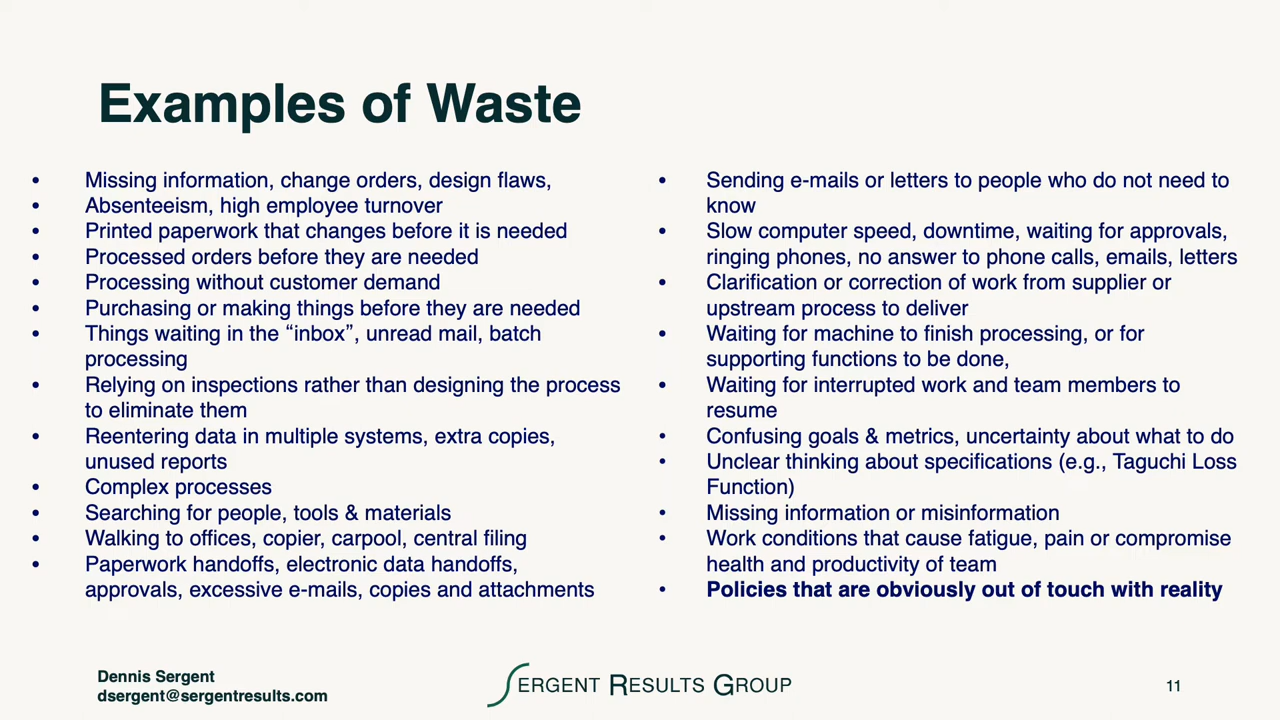 Examples of Waste
• Missing information, change orders, design flaws,
• Absenteeism, high employee turnover
• Printed paperwork that changes before it is needed
• Processed orders before they are needed
• Processing without customer demand
• Purchasing or making things before they are needed
• Things waiting in the “inbox”, unread mail, batch
processing
• Relying on inspections rather than designing the process
to eliminate them
• Reentering data in multiple systems, extra copies,
unused reports
• Complex processes
• Searching for people, tools & materials
• Walking to offices, copier, carpool, central filing
• Paperwork handoffs, electronic data handoffs,
approvals, excessive e-mails, copies and attachments
• Sending e-mails or letters to people who do not need to
know
• Slow computer speed, downtime, waiting for approvals,
ringing phones, no answer to phone calls, emails, letters
• Clarification or correction of work from supplier or
upstream process to deliver
• Waiting for machine to finish processing, or for
supporting functions to be done,
• Waiting for interrupted work and team members to
resume
• Confusing goals & metrics, uncertainty about what to do
• Unclear thinking about specifications (e.g., Taguchi Loss
Function)
• Missing information or misinformation
• Work conditions that cause fatigue, pain or compromise
health and productivity of team
• Policies that are obviously out of touch with reality
Dennis Sergent
dsergent@sergentresults.com
SERGENT RESULTS GROUP
11